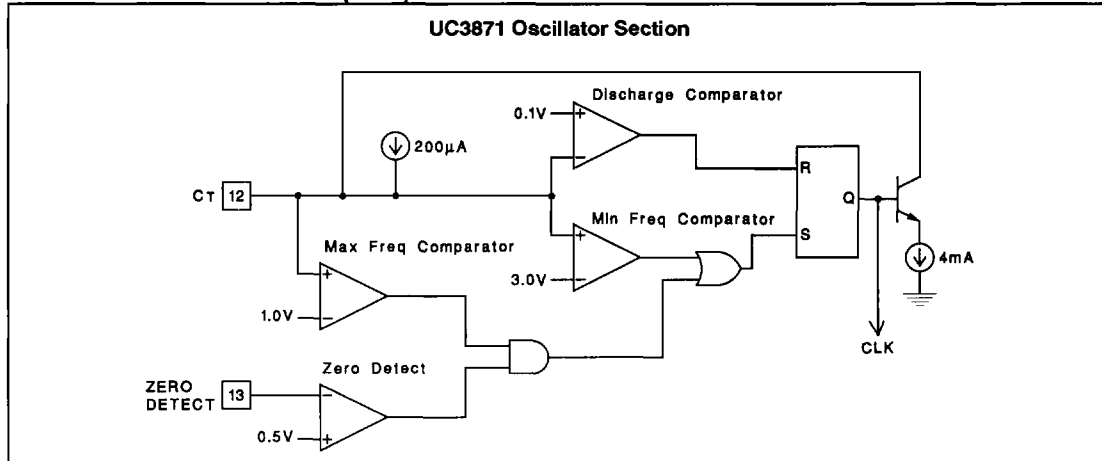 UC3871 Oscillator Section
Discharge Comparator
0.1V
+
−
200µA
R
CT 12
Q
Min Freq Comparator
S
+
−
3.0V
4mA
Max Freq Comparator
+
−
1.0V
CLK
Zero Detect
ZERO
DETECT 13
−
+
0.5V